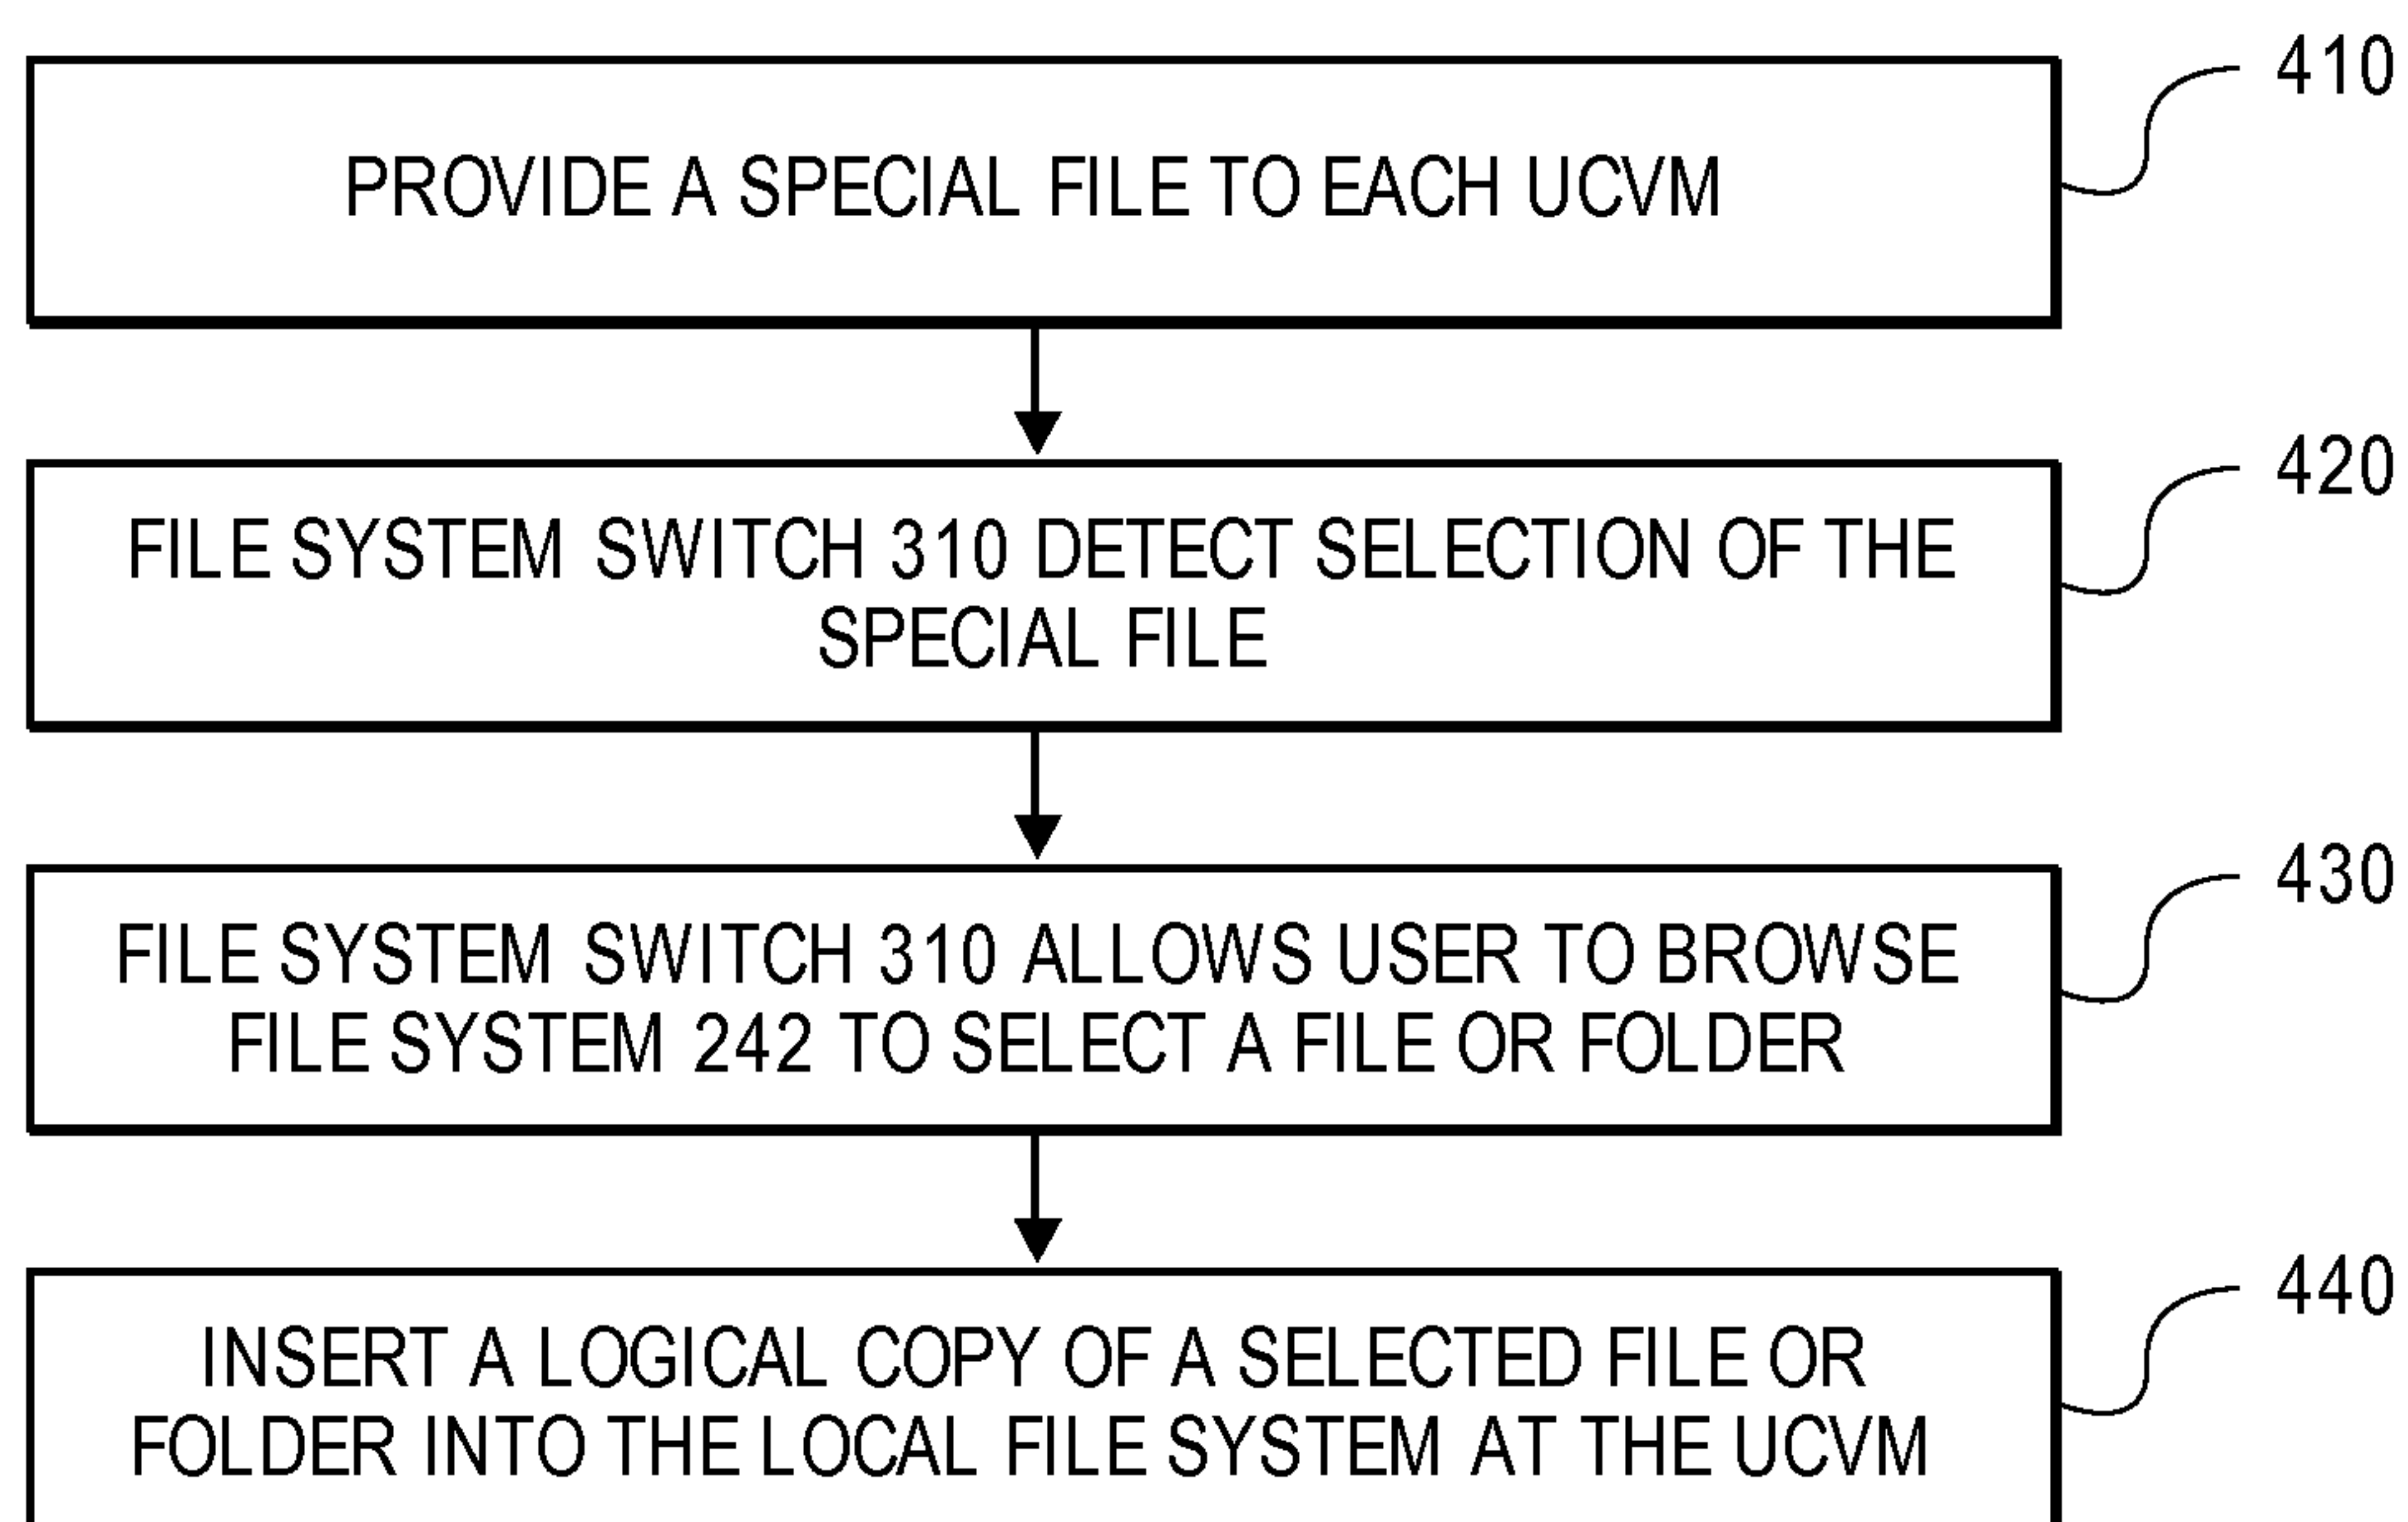 410
PROVIDE A SPECIAL FILE TO EACH UCVM
420
FILE SYSTEM SWITCH 310 DETECT SELECTION OF THE
SPECIAL FILE
430
FILE SYSTEM SWITCH 310 ALLOWS USER TO BROWSE
FILE SYSTEM 242 TO SELECT A FILE OR FOLDER
440
INSERT A LOGICAL COPY OF A SELECTED FILE OR
FOLDER INTO THE LOCAL FILE SYSTEM AT THE UCVM